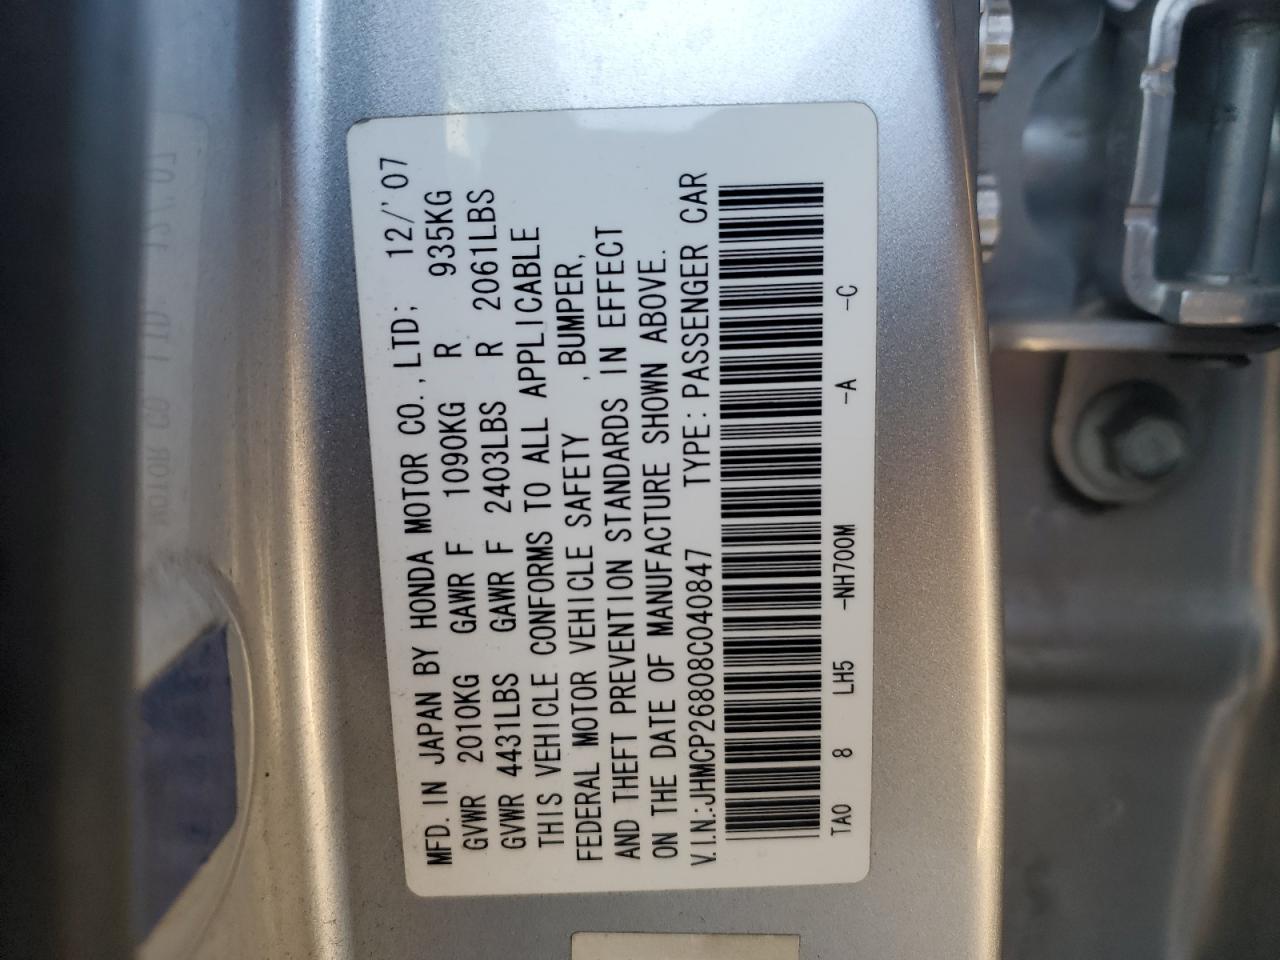 MFD. IN JAPAN BY HONDA MOTOR CO., LTD; 12/'07
GVWR 2010KG GAWR F 1090KG R 935KG
GVWR 4431LBS GAWR F 2403LBS R 2061LBS
THIS VEHICLE CONFORMS TO ALL APPLICABLE
FEDERAL MOTOR VEHICLE SAFETY , BUMPER,
AND THEFT PREVENTION STANDARDS IN EFFECT
ON THE DATE OF MANUFACTURE SHOWN ABOVE.
V.I.N.:JHMCP26808C040847 TYPE:PASSENGER CAR
TA0 8 LH5 -NH700M -A -C